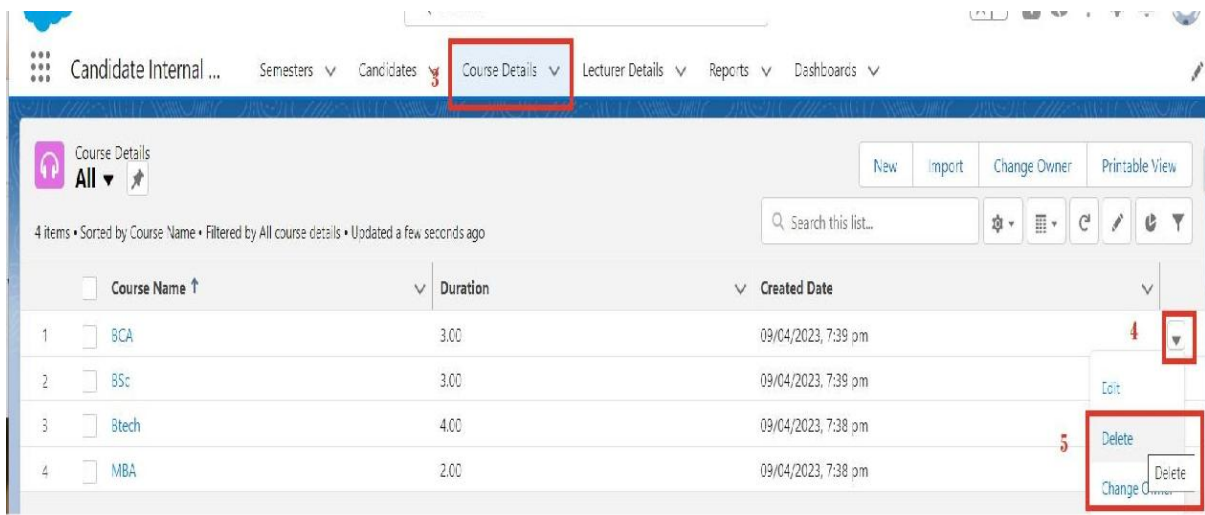 Candidate Internal ... Semesters Candidates Course Details Lecturer Details Reports Dashboards
3
Course Details
All
New Import Change Owner Printable View
4 items • Sorted by Course Name • Filtered by All course details • Updated a few seconds ago
Search this list...
Course Name ↑ Duration Created Date
1 BCA 3.00 09/04/2023, 7:39 pm 4
2 BSc 3.00 09/04/2023, 7:39 pm Edit
3 Btech 4.00 09/04/2023, 7:38 pm 5 Delete
4 MBA 2.00 09/04/2023, 7:38 pm Delete
Change